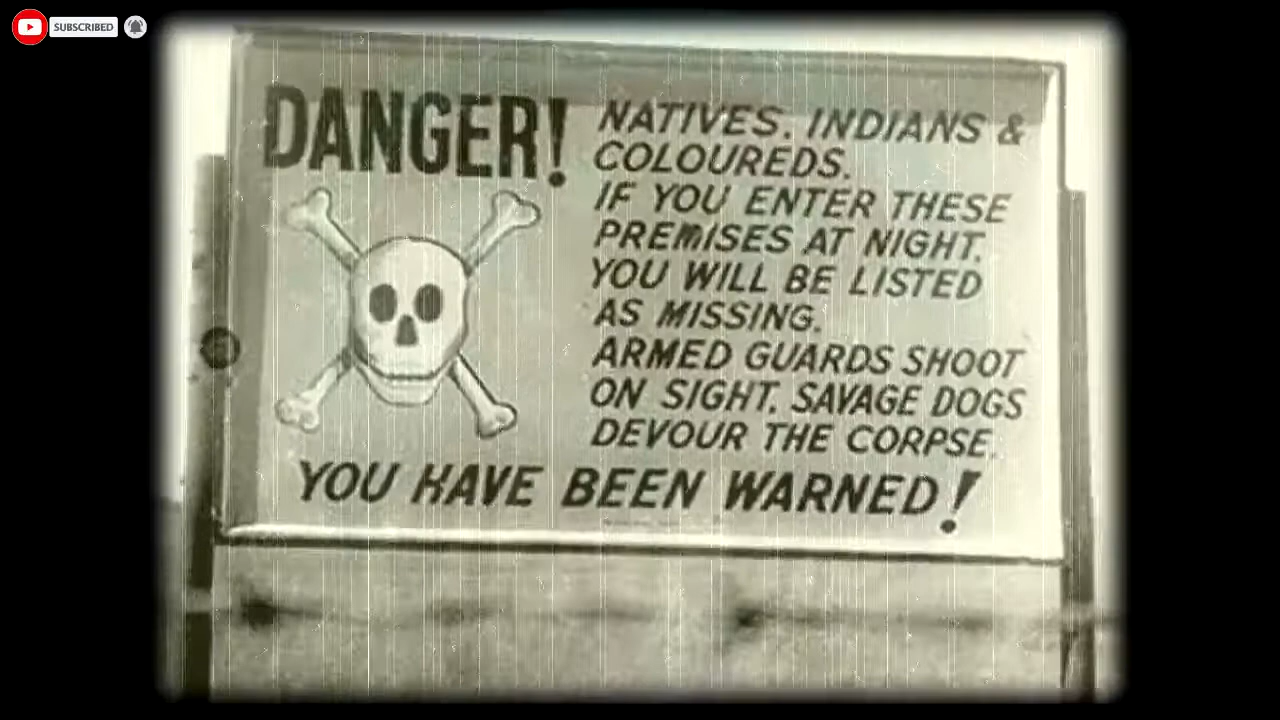 SUBSCRIBED
DANGER!
NATIVES. INDIANS &
COLOUREDS.
IF YOU ENTER THESE
PREMISES AT NIGHT.
YOU WILL BE LISTED
AS MISSING.
ARMED GUARDS SHOOT
ON SIGHT. SAVAGE DOGS
DEVOUR THE CORPSE.
YOU HAVE BEEN WARNED!